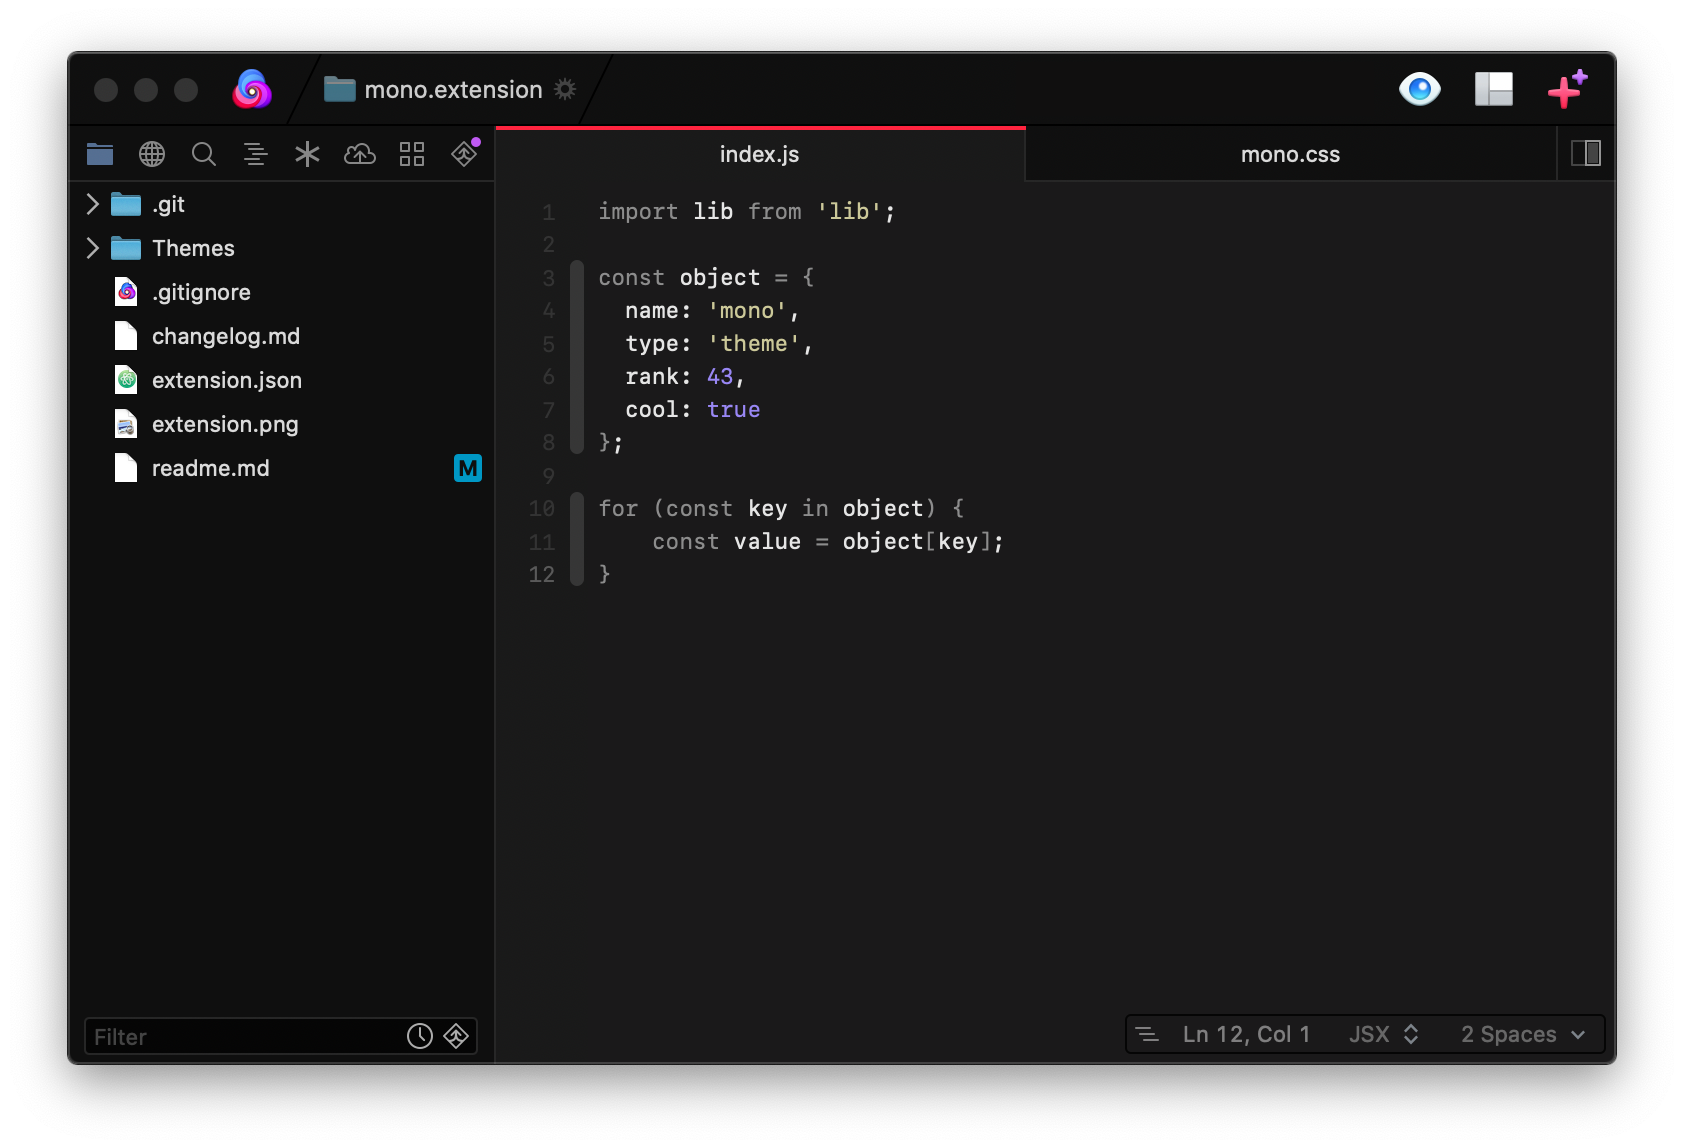 mono.extension
index.js
mono.css
.git
Themes
.gitignore
changelog.md
extension.json
extension.png
readme.md M
Filter
1 import lib from 'lib';
2
3 const object = {
4   name: 'mono',
5   type: 'theme',
6   rank: 43,
7   cool: true
8 };
9
10 for (const key in object) {
11     const value = object[key];
12 }
Ln 12, Col 1 JSX 2 Spaces